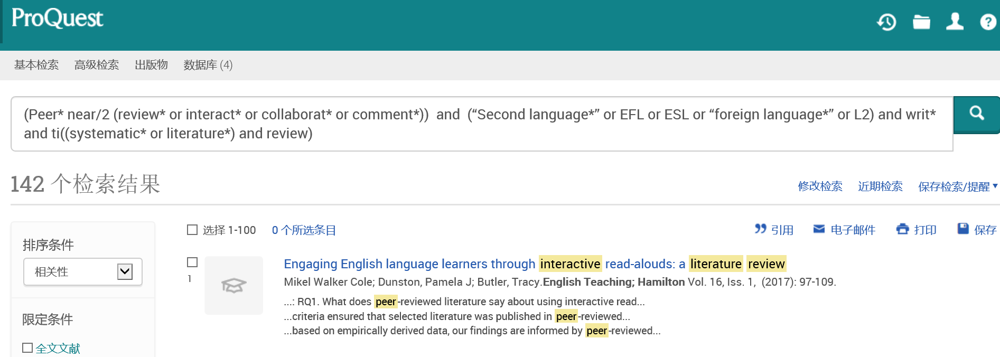 ProQuest
基本检索 高级检索 出版物 数据库 (4)
(Peer* near/2 (review* or interact* or collaborat* or comment*))  and  (“Second language*” or EFL or ESL or “foreign language*” or L2) and writ*
and ti((systematic* or literature*) and review)
142 个检索结果
修改检索 近期检索 保存检索/提醒
选择 1-100 0 个所选条目 引用 电子邮件 打印 保存
排序条件
相关性
限定条件
全文文献
1
Engaging English language learners through interactive read-alouds: a literature review
Mikel Walker Cole; Dunston, Pamela J; Butler, Tracy.English Teaching; Hamilton Vol. 16, Iss. 1,  (2017): 97-109.
...: RQ1. What does peer-reviewed literature say about using interactive read...
...criteria ensured that selected literature was published in peer-reviewed...
...based on empirically derived data, our findings are informed by peer-reviewed...